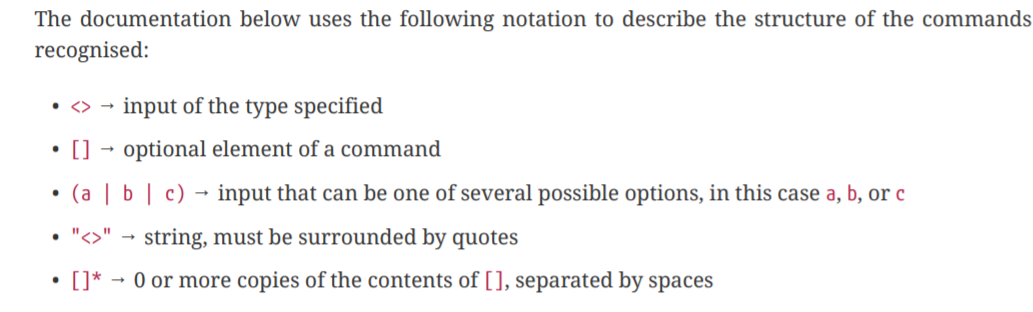 The documentation below uses the following notation to describe the structure of the commands
recognised:
• <> → input of the type specified
• [] → optional element of a command
• (a | b | c) → input that can be one of several possible options, in this case a, b, or c
• "<>" → string, must be surrounded by quotes
• []* → 0 or more copies of the contents of [], separated by spaces